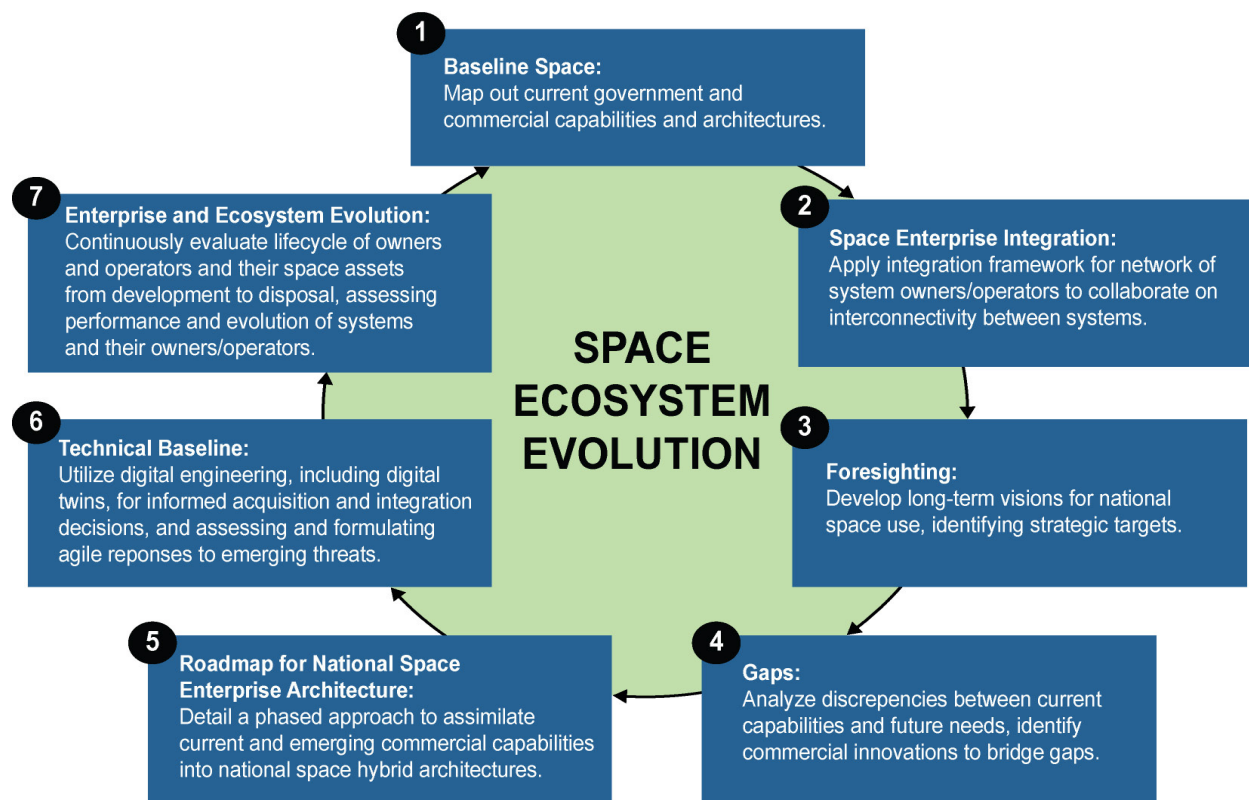 1
Baseline Space:
Map out current government and
commercial capabilities and architectures.
2
Space Enterprise Integration:
Apply integration framework for network of
system owners/operators to collaborate on
interconnectivity between systems.
3
Foresighting:
Develop long-term visions for national
space use, identifying strategic targets.
4
Gaps:
Analyze discrepencies between current
capabilities and future needs, identify
commercial innovations to bridge gaps.
5
Roadmap for National Space
Enterprise Architecture:
Detail a phased approach to assimilate
current and emerging commercial capabilities
into national space hybrid architectures.
6
Technical Baseline:
Utilize digital engineering, including digital
twins, for informed acquisition and integration
decisions, and assessing and formulating
agile reponses to emerging threats.
7
Enterprise and Ecosystem Evolution:
Continuously evaluate lifecycle of owners
and operators and their space assets
from development to disposal, assessing
performance and evolution of systems
and their owners/operators.
SPACE
ECOSYSTEM
EVOLUTION